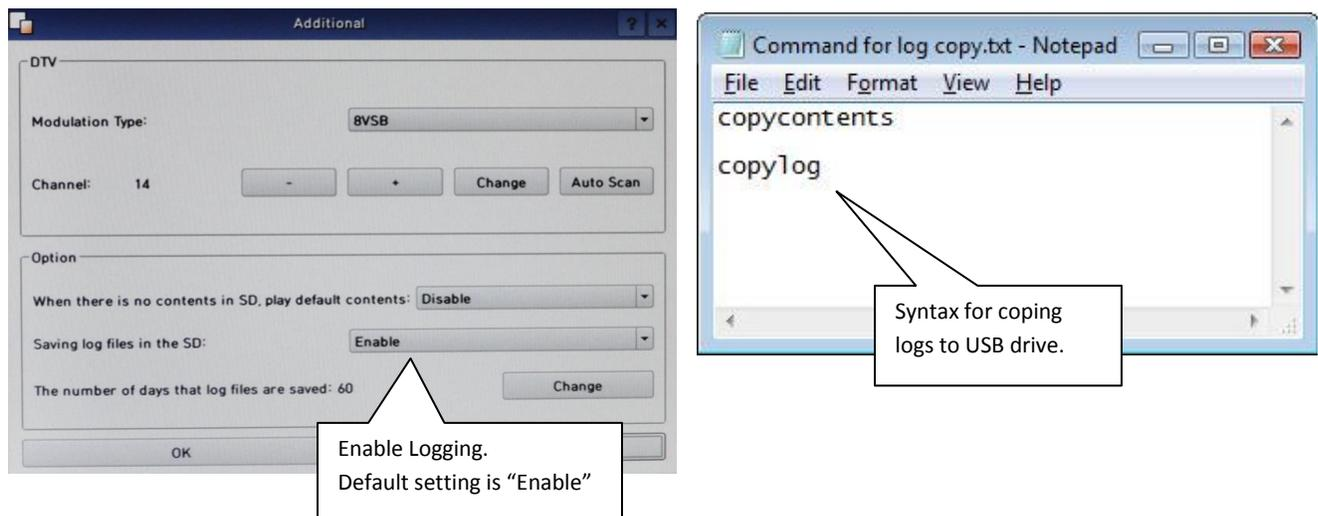 Additional
? ×
DTV
Modulation Type:
8VSB
Channel: 14
- + Change Auto Scan
Option
When there is no contents in SD, play default contents: Disable
Saving log files in the SD: Enable
The number of days that log files are saved: 60
Change
OK
Enable Logging.
Default setting is “Enable”
Command for log copy.txt - Notepad
File Edit Format View Help
copycontents
copylog
Syntax for coping
logs to USB drive.